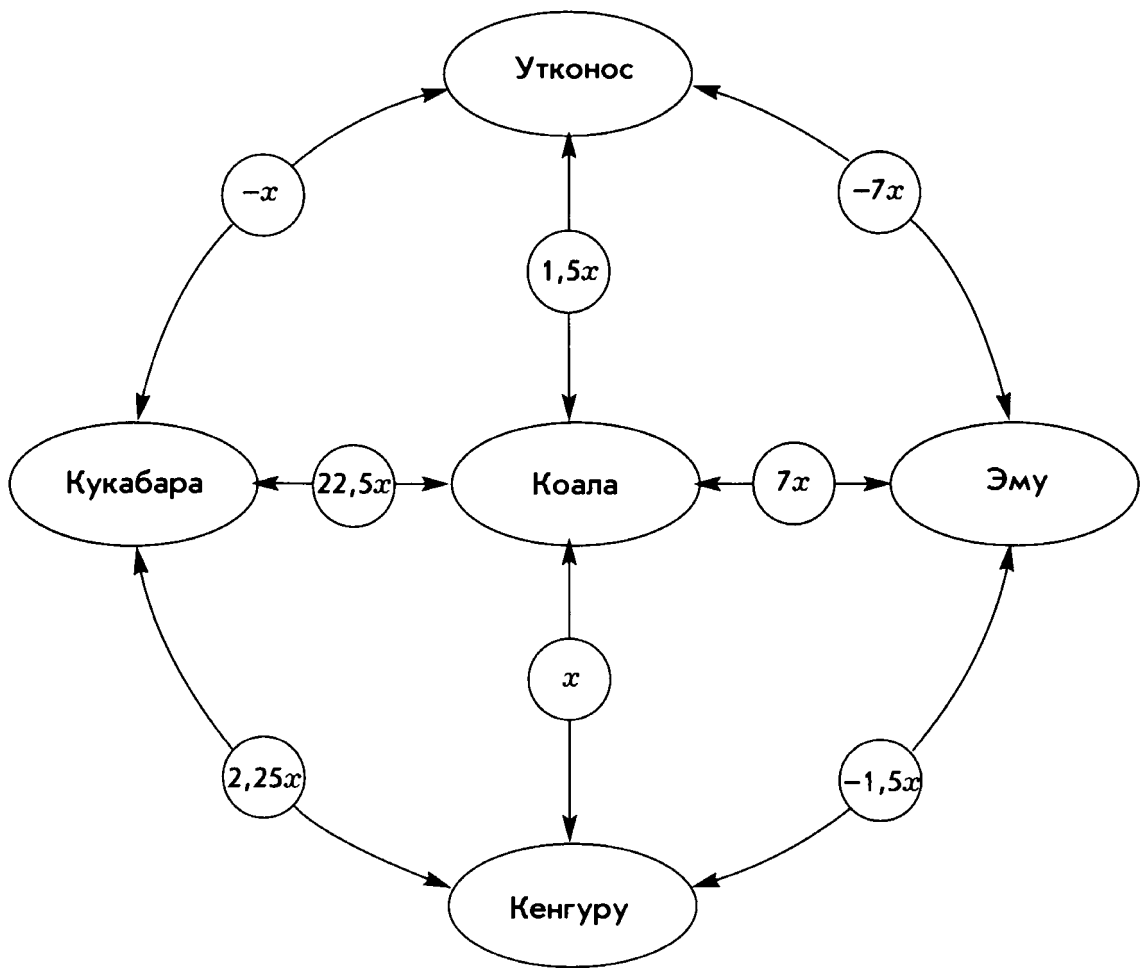 Утконос
−x
−7x
1,5x
Кукабара
22,5x
Коала
7x
Эму
x
2,25x
−1,5x
Кенгуру